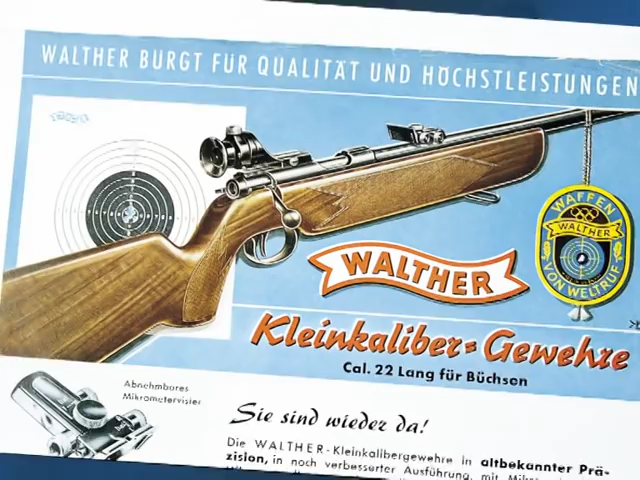 WALTHER BURGT FÜR QUALITÄT UND HÖCHSTLEISTUNGEN
WAFFEN
WALTHER
VON WELTRUF
WALTHER
Kleinkaliber=Gewehre
Cal. 22 Lang für Büchsen
Abnehmbares
Mikrometervisier
Sie sind wieder da!
Die WALTHER-Kleinkalibergewehre in altbekannter Prä-
zision, in noch verbesserter Ausführung, mit